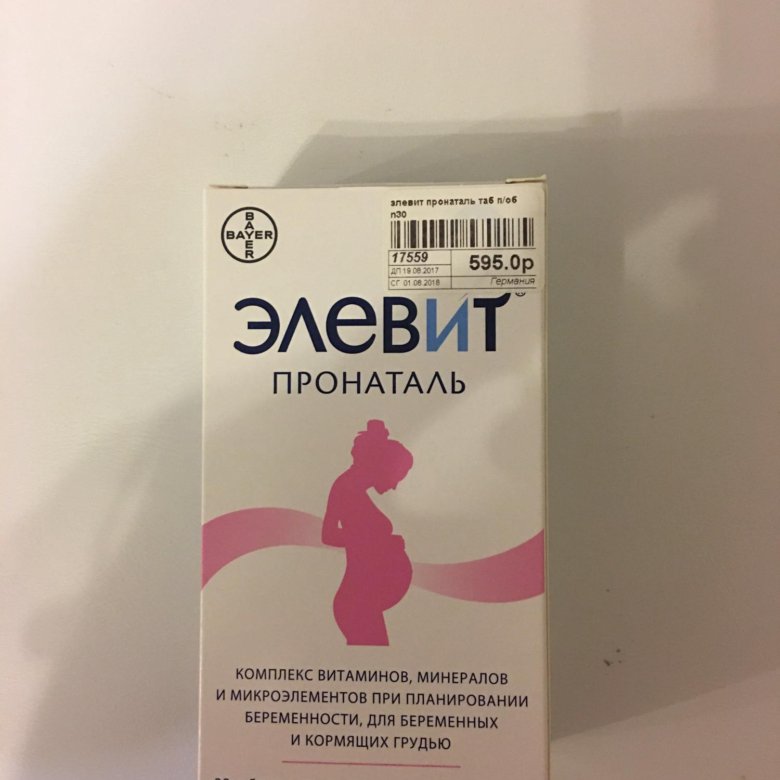 элевит пронаталь таб п/об
n30
17559
595.0р
ДП 19.08.2017
СГ 01.08.2018
Германия
BAYER
BAYER
ЭЛЕВИТ®
ПРОНАТАЛЬ
КОМПЛЕКС ВИТАМИНОВ, МИНЕРАЛОВ
И МИКРОЭЛЕМЕНТОВ ПРИ ПЛАНИРОВАНИИ
БЕРЕМЕННОСТИ, ДЛЯ БЕРЕМЕННЫХ
И КОРМЯЩИХ ГРУДЬЮ